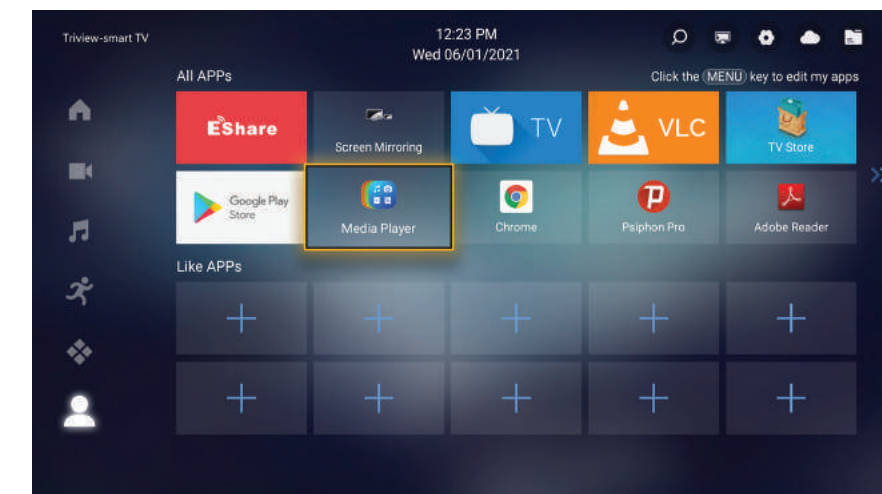 Triview-smart TV
12:23 PM
Wed 06/01/2021
All APPs
Click the MENU key to edit my apps
EShare
Screen Mirroring
TV
VLC
TV Store
Google Play
Store
Media Player
Chrome
Psiphon Pro
Adobe Reader
Like APPs